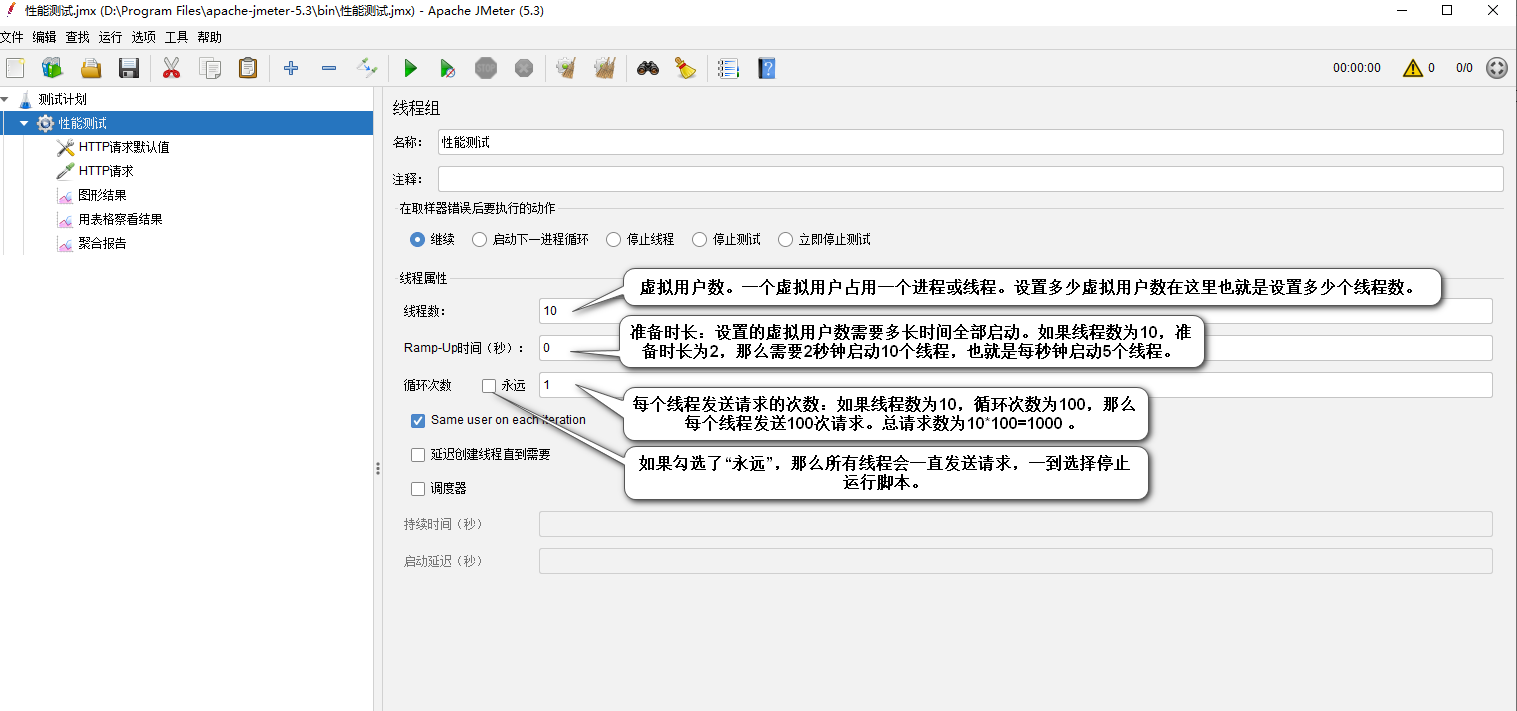 性能测试.jmx (D:\Program Files\apache-jmeter-5.3\bin\性能测试.jmx) - Apache JMeter (5.3)
文件 编辑 查找 运行 选项 工具 帮助
00:00:00 0 0/0
测试计划
性能测试
HTTP请求默认值
HTTP请求
图形结果
用表格察看结果
聚合报告
线程组
名称： 性能测试
注释：
在取样器错误后要执行的动作
继续 启动下一进程循环 停止线程 停止测试 立即停止测试
线程属性
虚拟用户数。一个虚拟用户占用一个进程或线程。设置多少虚拟用户数在这里也就是设置多少个线程数。
线程数： 10
准备时长：设置的虚拟用户数需要多长时间全部启动。如果线程数为10，准
备时长为2，那么需要2秒钟启动10个线程，也就是每秒钟启动5个线程。
Ramp-Up时间（秒）： 0
循环次数 永远 1
每个线程发送请求的次数：如果线程数为10，循环次数为100，那么
每个线程发送100次请求。总请求数为10*100=1000 。
Same user on each iteration
如果勾选了“永远”，那么所有线程会一直发送请求，一到选择停止
运行脚本。
延迟创建线程直到需要
调度器
持续时间（秒）
启动延迟（秒）